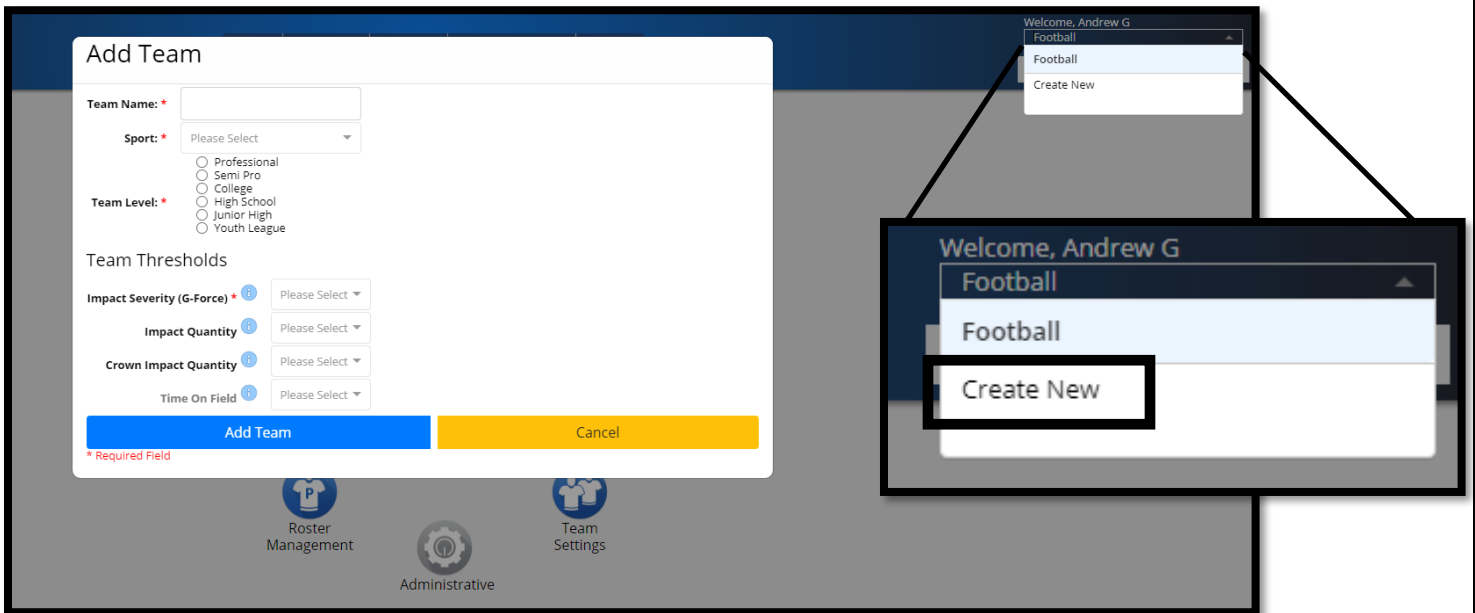 Welcome, Andrew G
Football
Football
Create New
Add Team
Team Name: *
Sport: * Please Select
Team Level: *
Professional
Semi Pro
College
High School
Junior High
Youth League
Team Thresholds
Impact Severity (G-Force) * Please Select
Impact Quantity Please Select
Crown Impact Quantity Please Select
Time On Field Please Select
Add Team Cancel
* Required Field
P
Roster
Management
Team
Settings
Administrative
Welcome, Andrew G
Football
Football
Create New